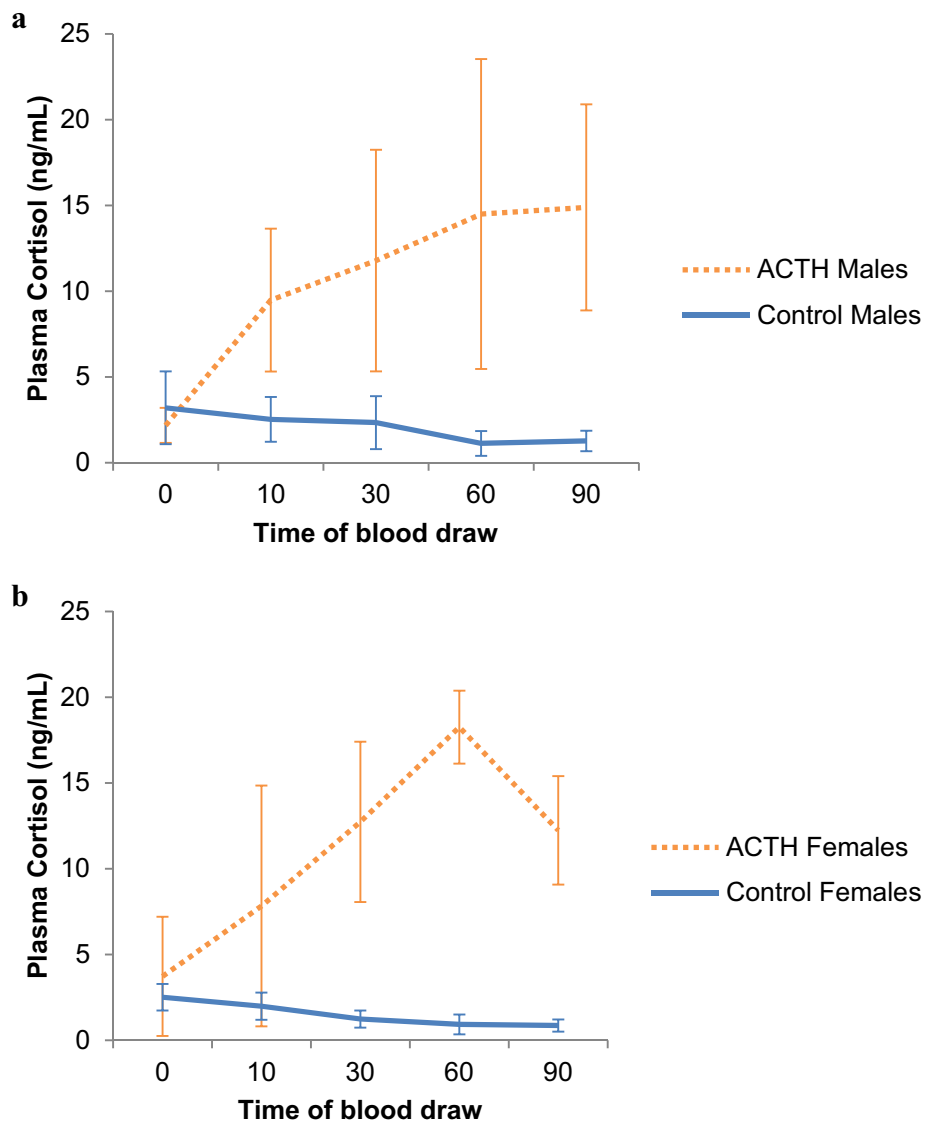 a
25
20
15
10
5
0
Plasma Cortisol (ng/mL)
0 10 30 60 90
Time of blood draw
ACTH Males
Control Males
b
25
20
15
10
5
0
Plasma Cortisol (ng/mL)
0 10 30 60 90
Time of blood draw
ACTH Females
Control Females